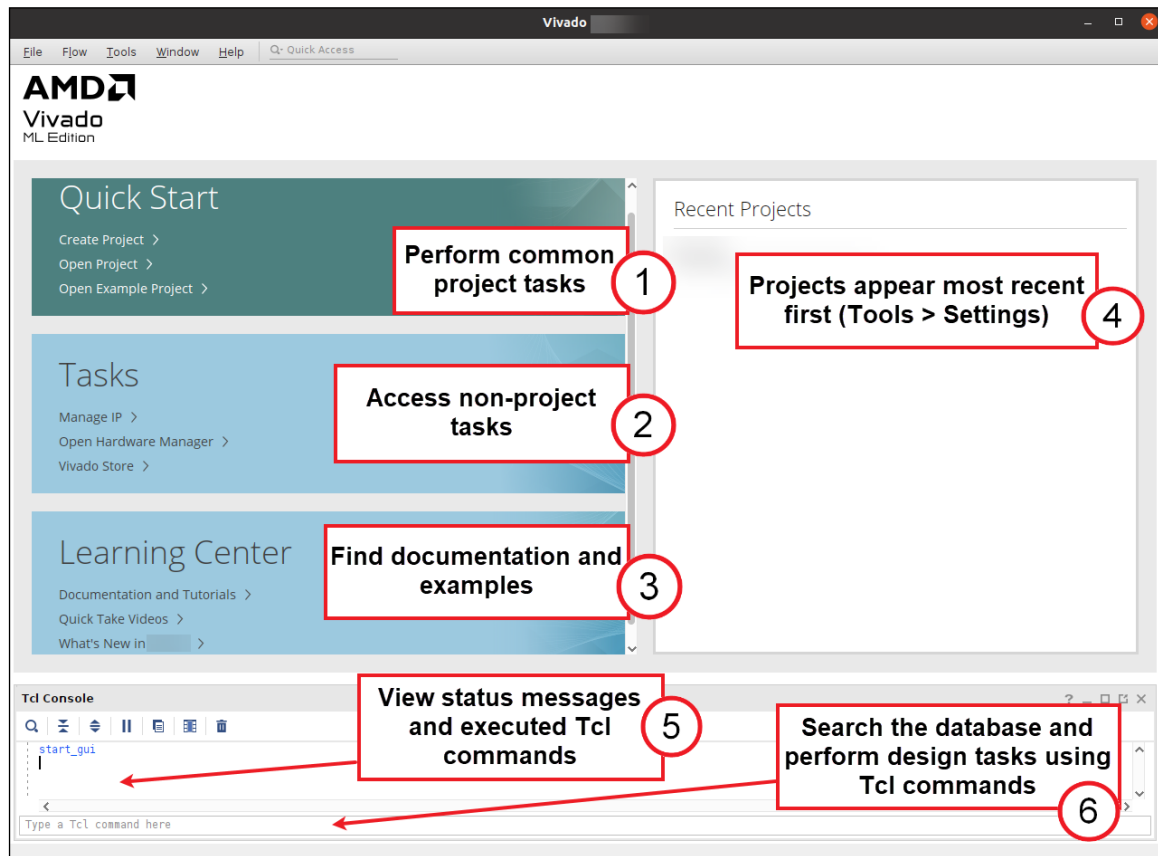 Vivado
File Flow Tools Window Help Quick Access
AMD
Vivado
ML Edition
Quick Start
Create Project >
Open Project >
Open Example Project >
Perform common
project tasks
1
Tasks
Manage IP >
Open Hardware Manager >
Vivado Store >
Access non-project
tasks
2
Learning Center
Documentation and Tutorials >
Quick Take Videos >
What's New in >
Find documentation and
examples
3
Recent Projects
Projects appear most recent
first (Tools > Settings)
4
Tcl Console
start_gui
Type a Tcl command here
View status messages
and executed Tcl
commands
5
Search the database and
perform design tasks using
Tcl commands
6